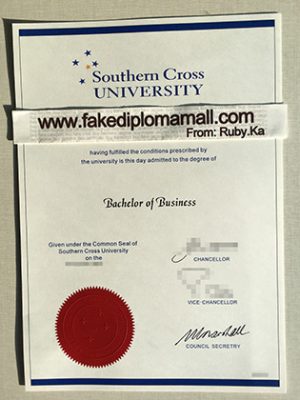 Southern Cross
UNIVERSITY
www.fakediplomamall.com
From: Ruby.Ka
having fulfilled the conditions prescribed by
the university is this day admitted to the degree of
Bachelor of Business
Given under the Common Seal of
Southern Cross University
on the
CHANCELLOR
VICE-CHANCELLOR
COUNCIL SECRETRY